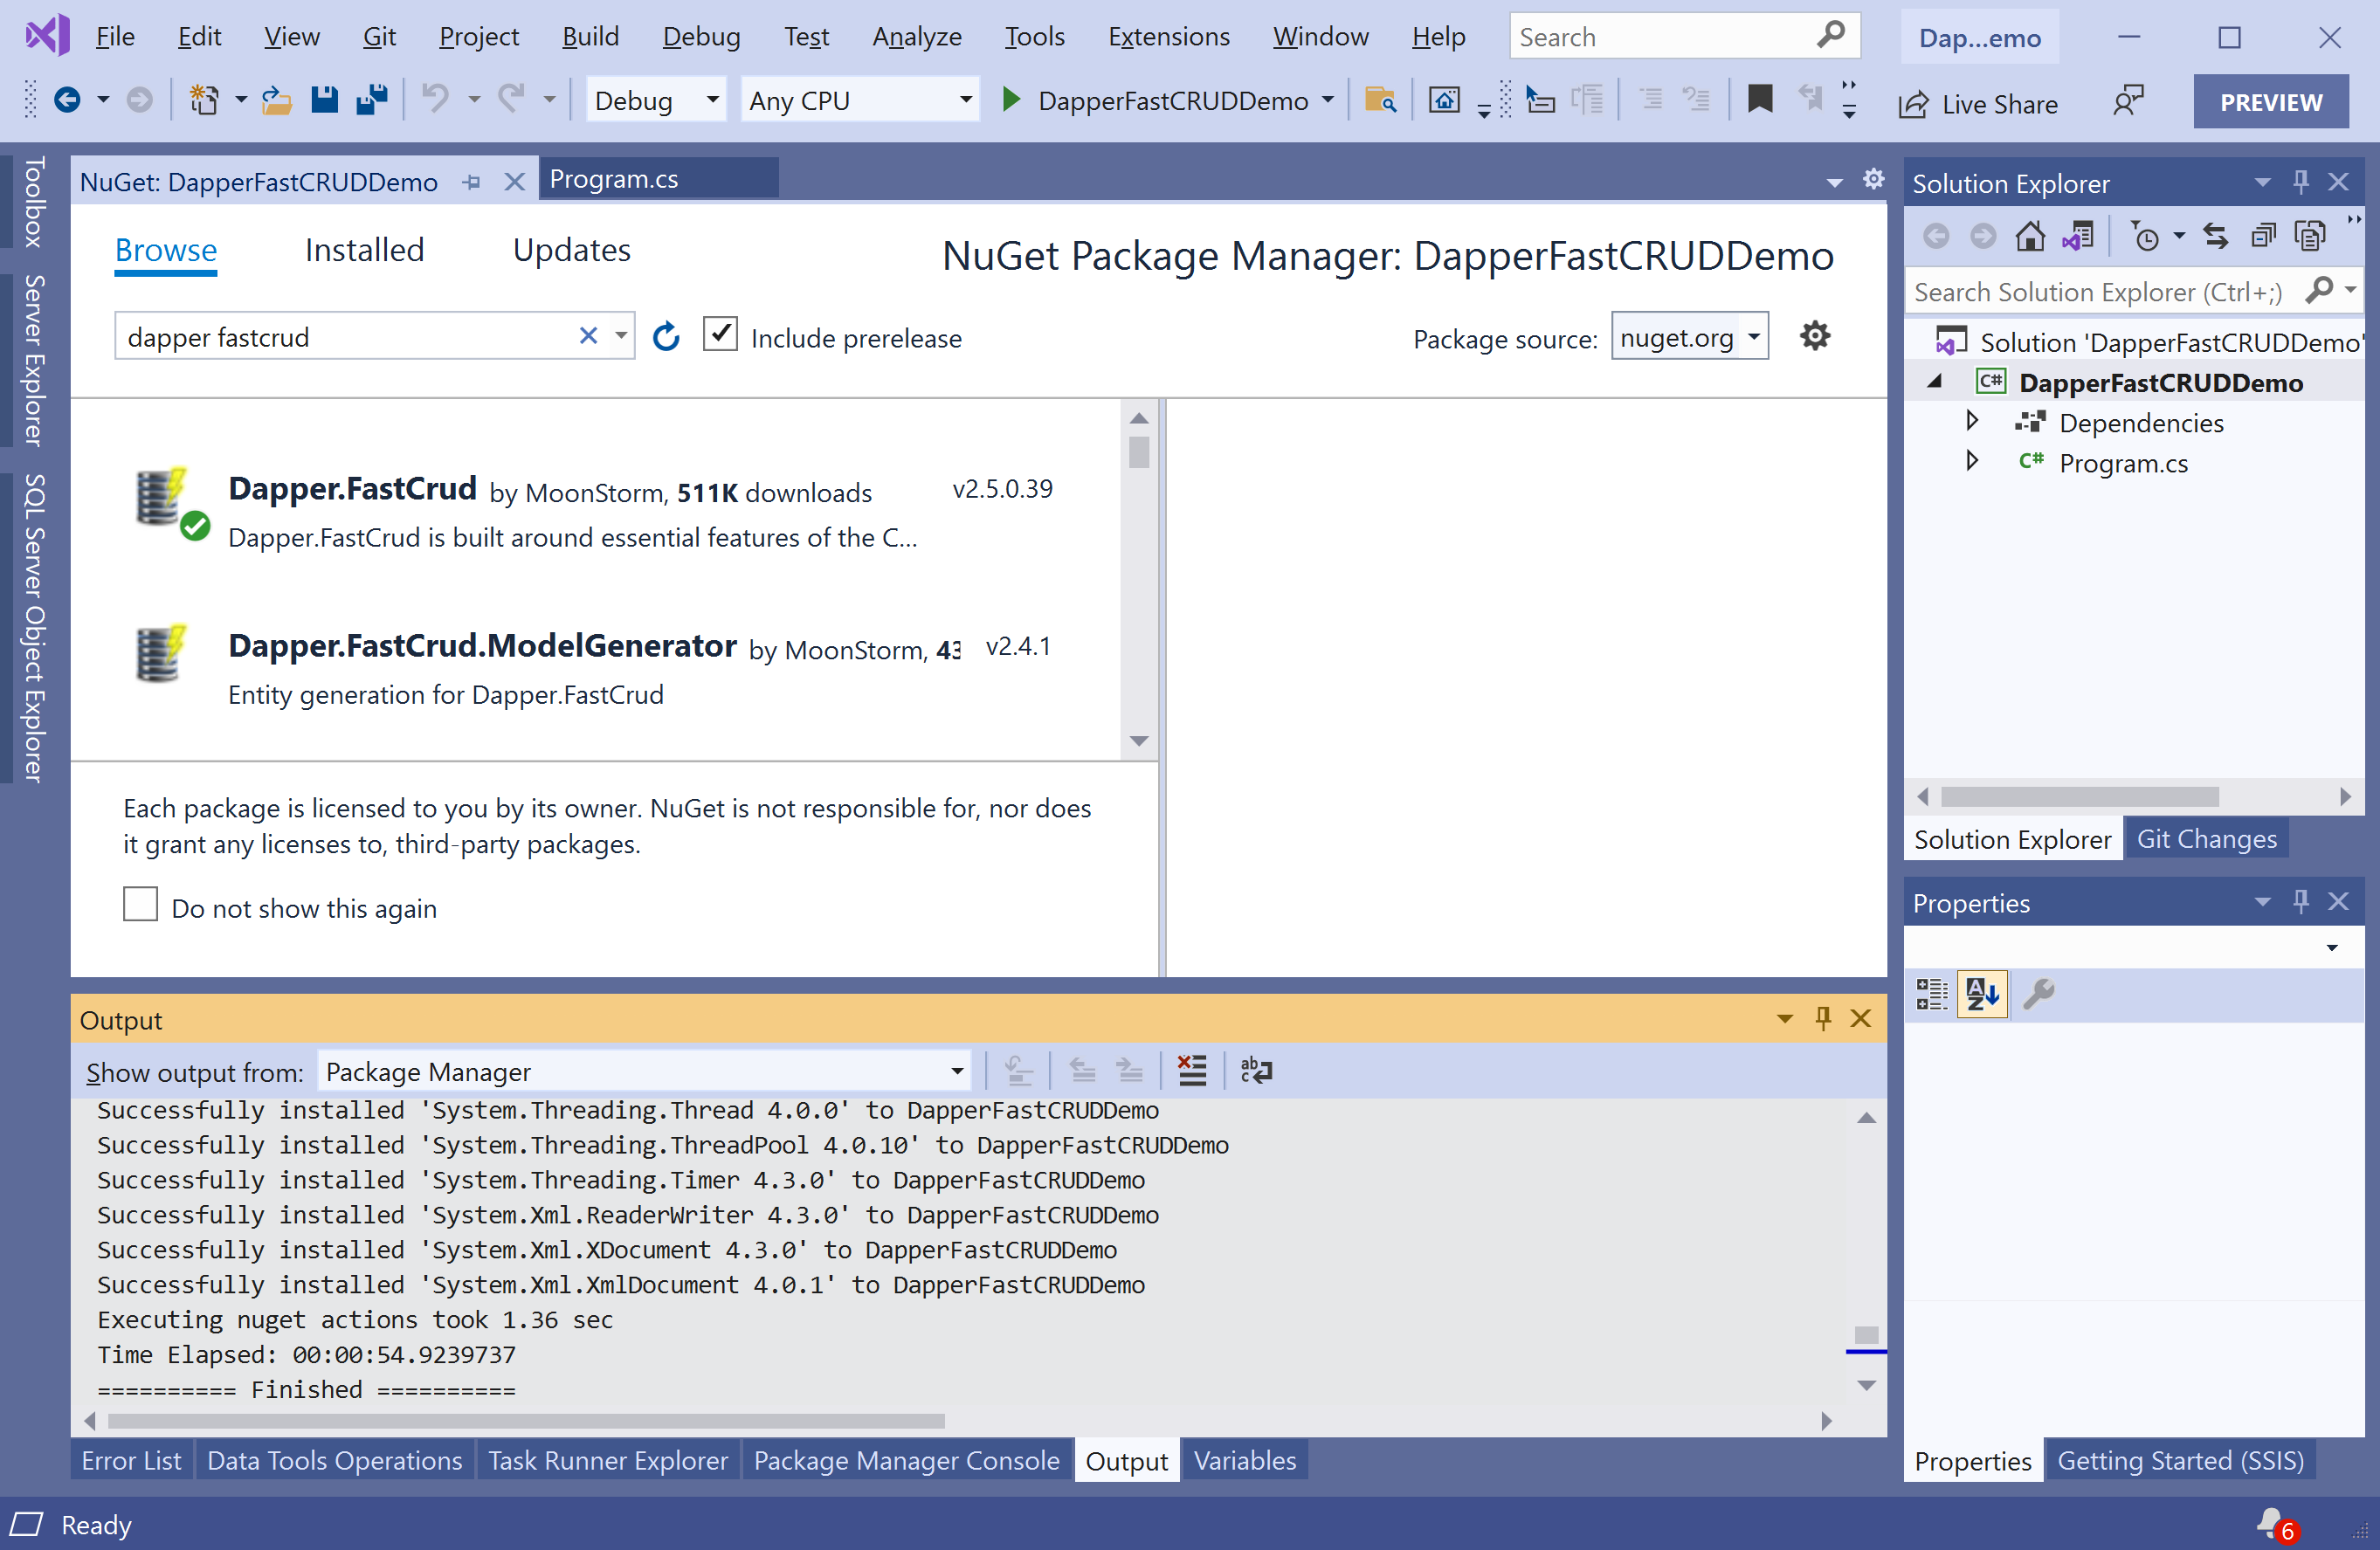 File Edit View Git Project Build Debug Test Analyze Tools Extensions Window Help Search Dap...emo
Debug Any CPU DapperFastCRUDDemo Live Share PREVIEW
Toolbox
Server Explorer
SQL Server Object Explorer
NuGet: DapperFastCRUDDemo Program.cs
Browse Installed Updates
NuGet Package Manager: DapperFastCRUDDemo
dapper fastcrud Include prerelease Package source: nuget.org
Dapper.FastCrud by MoonStorm, 511K downloads v2.5.0.39
Dapper.FastCrud is built around essential features of the C...
Dapper.FastCrud.ModelGenerator by MoonStorm, 43 v2.4.1
Entity generation for Dapper.FastCrud
Each package is licensed to you by its owner. NuGet is not responsible for, nor does
it grant any licenses to, third-party packages.
Do not show this again
Output
Show output from: Package Manager
Successfully installed 'System.Threading.Thread 4.0.0' to DapperFastCRUDDemo
Successfully installed 'System.Threading.ThreadPool 4.0.10' to DapperFastCRUDDemo
Successfully installed 'System.Threading.Timer 4.3.0' to DapperFastCRUDDemo
Successfully installed 'System.Xml.ReaderWriter 4.3.0' to DapperFastCRUDDemo
Successfully installed 'System.Xml.XDocument 4.3.0' to DapperFastCRUDDemo
Successfully installed 'System.Xml.XmlDocument 4.0.1' to DapperFastCRUDDemo
Executing nuget actions took 1.36 sec
Time Elapsed: 00:00:54.9239737
========== Finished ==========
Error List Data Tools Operations Task Runner Explorer Package Manager Console Output Variables
Solution Explorer
Search Solution Explorer (Ctrl+;)
Solution 'DapperFastCRUDDemo'
C# DapperFastCRUDDemo
Dependencies
C# Program.cs
Solution Explorer Git Changes
Properties
Properties Getting Started (SSIS)
Ready 6